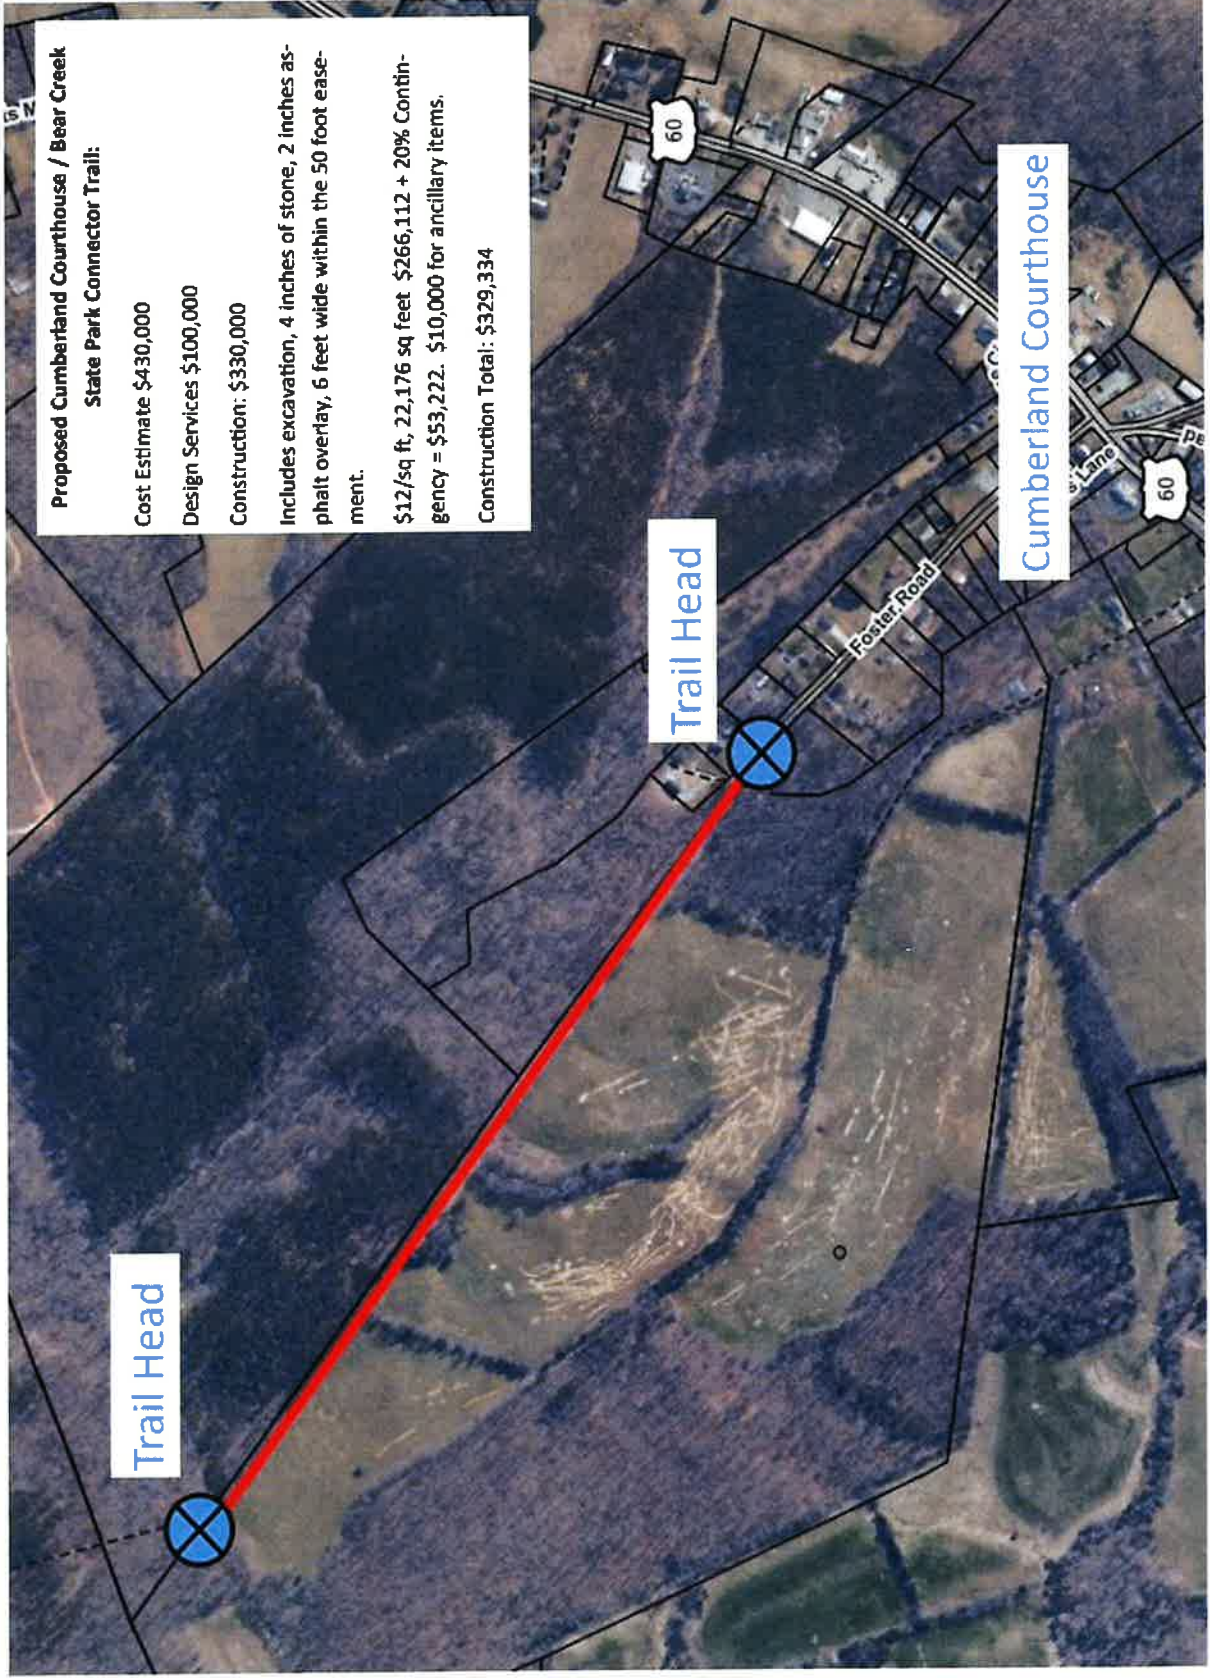 Proposed Cumberland Courthouse / Bear Creek
State Park Connector Trail:
Cost Estimate $430,000
Design Services $100,000
Construction: $330,000
Includes excavation, 4 inches of stone, 2 inches as-
phalt overlay, 6 feet wide within the 50 foot ease-
ment.
$12/sq ft, 22,176 sq feet $266,112 + 20% Contin-
gency = $53,222. $10,000 for ancillary items.
Construction Total: $329,334
Trail Head
Trail Head
Cumberland Courthouse
Foster Road
60
60
Lane